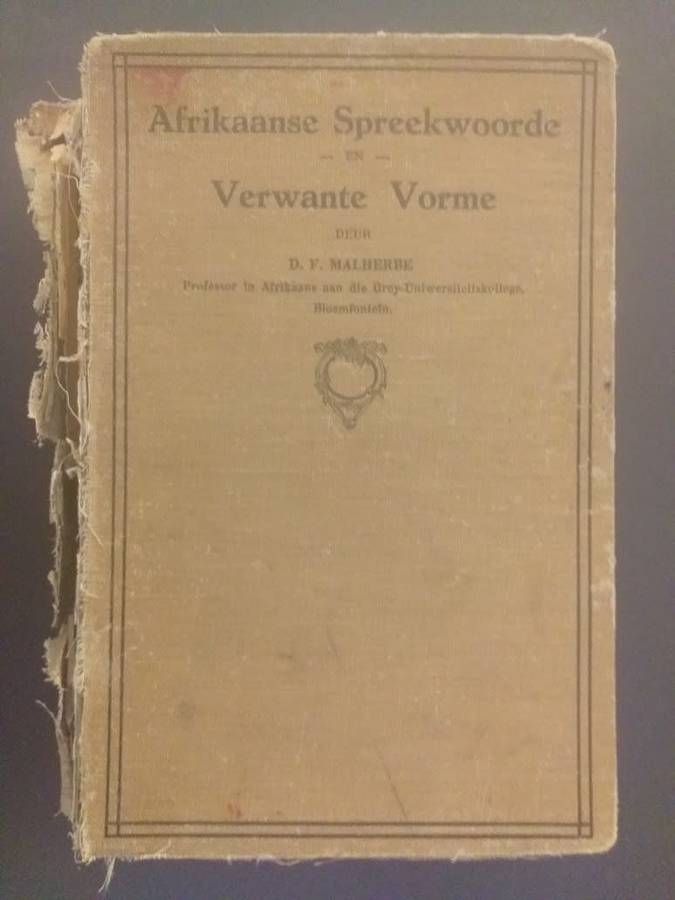 Afrikaanse Spreekwoorde
— EN —
Verwante Vorme
DEUR
D. F. MALHERBE
Professor in Afrikaans aan die Grey-Universiteitskollege,
Bloemfontein.